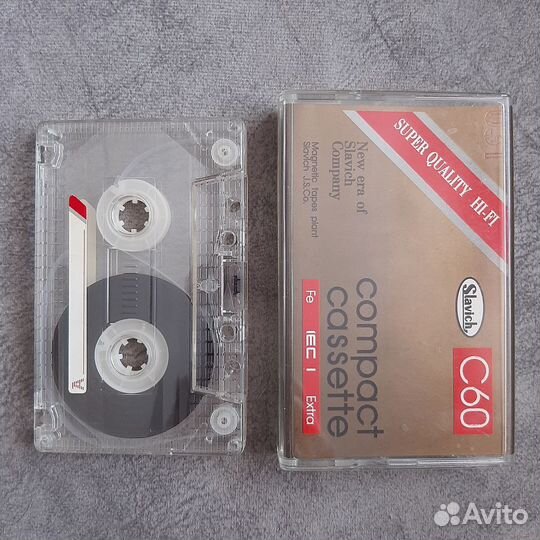 SUPER QUALITY HI-FI
New era of
Slavich
Company
Magnetic tapes plant
Slavich J.S.Co.
Slavich.
compact
cassette
C60
Fe IEC I Extra
A
Avito